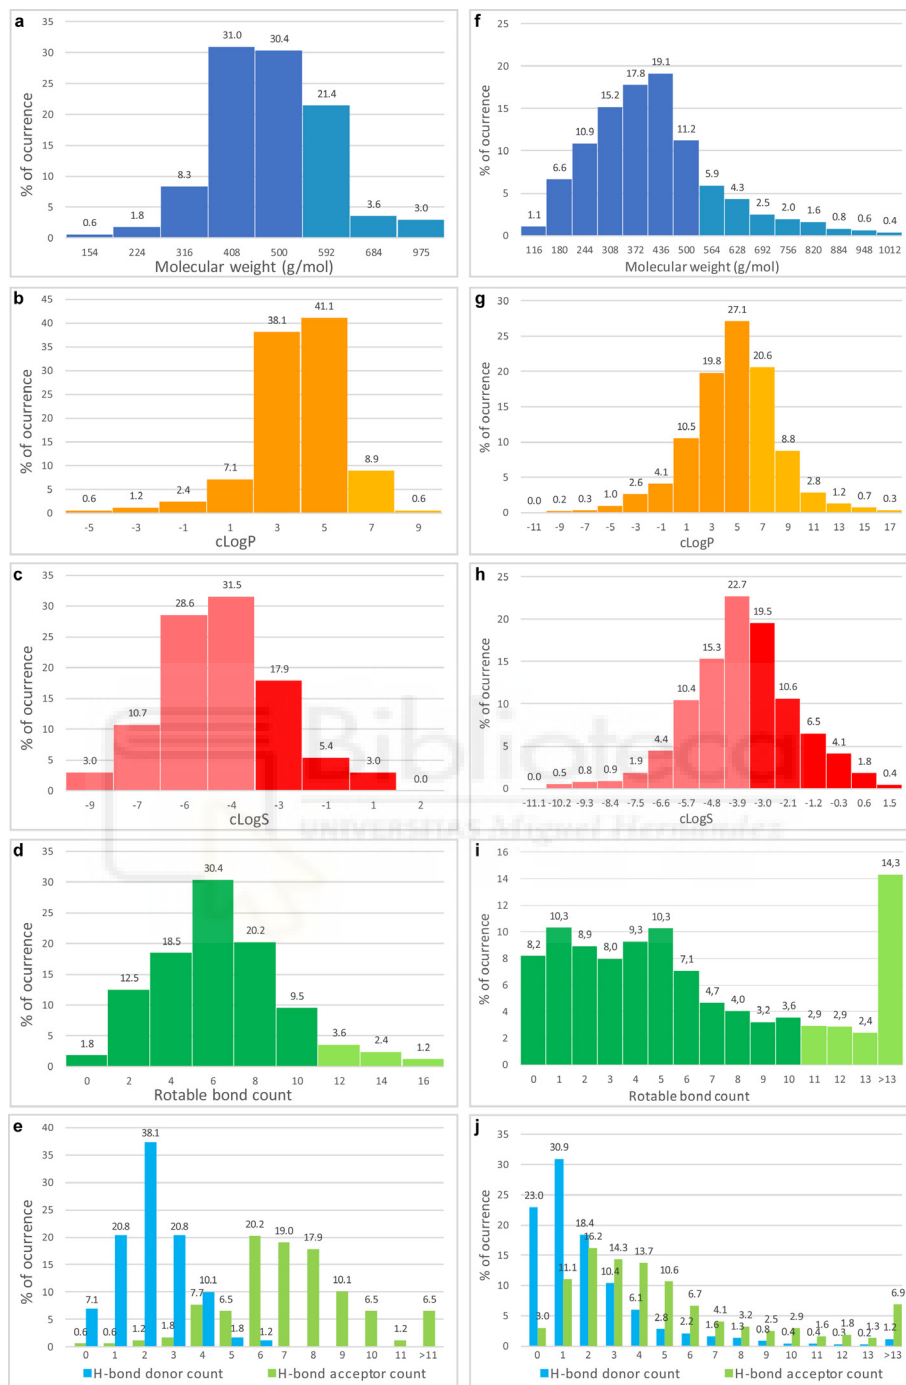 a
% of ocurrence
35
30
25
20
15
10
5
0
0.6 1.8 8.3 31.0 30.4 21.4 3.6 3.0
154 224 316 408 500 592 684 975
Molecular weight (g/mol)
f
% of ocurrence
25
20
15
10
5
0
1.1 6.6 10.9 15.2 17.8 19.1 11.2 5.9 4.3 2.5 2.0 1.6 0.8 0.6 0.4
116 180 244 308 372 436 500 564 628 692 756 820 884 948 1012
Molecular weight (g/mol)
b
% of ocurrence
45
40
35
30
25
20
15
10
5
0
0.6 1.2 2.4 7.1 38.1 41.1 8.9 0.6
-5 -3 -1 1 3 5 7 9
cLogP
g
% of ocurrence
30
25
20
15
10
5
0
0.0 0.2 0.3 1.0 2.6 4.1 10.5 19.8 27.1 20.6 8.8 2.8 1.2 0.7 0.3
-11 -9 -7 -5 -3 -1 1 3 5 7 9 11 13 15 17
cLogP
c
% of ocurrence
35
30
25
20
15
10
5
0
3.0 10.7 28.6 31.5 17.9 5.4 3.0 0.0
-9 -7 -6 -4 -3 -1 1 2
cLogS
h
% of ocurrence
25
20
15
10
5
0
0.0 0.5 0.8 0.9 1.9 4.4 10.4 15.3 22.7 19.5 10.6 6.5 4.1 1.8 0.4
-11.1 -10.2 -9.3 -8.4 -7.5 -6.6 -5.7 -4.8 -3.9 -3.0 -2.1 -1.2 -0.3 0.6 1.5
cLogS
Biblioteca
UNIVERSITAS Miguel Hernández
d
% of ocurrence
35
30
25
20
15
10
5
0
1.8 12.5 18.5 30.4 20.2 9.5 3.6 2.4 1.2
0 2 4 6 8 10 12 14 16
Rotable bond count
i
% of ocurrence
16
14
12
10
8
6
4
2
0
8,2 10,3 8,9 8,0 9,3 10,3 7,1 4,7 4,0 3,2 3,6 2,9 2,9 2,4 14,3
0 1 2 3 4 5 6 7 8 9 10 11 12 13 >13
Rotable bond count
e
% of ocurrence
40
35
30
25
20
15
10
5
0
0.6 7.1 0.6 20.8 1.2 38.1 1.8 20.8 7.7 10.1 6.5 1.8 20.2 1.2 19.0 17.9 10.1 6.5 1.2 6.5
0 1 2 3 4 5 6 7 8 9 10 11 >11
H-bond donor count H-bond acceptor count
j
% of ocurrence
35
30
25
20
15
10
5
0
23.0 3.0 30.9 11.1 18.4 16.2 10.4 14.3 6.1 13.7 2.8 10.6 2.2 6.7 1.6 4.1 1.3 3.2 0.8 2.5 0.4 2.9 0.4 1.6 0.3 1.8 0.2 1.3 1.2 6.9
0 1 2 3 4 5 6 7 8 9 10 11 12 13 >13
H-bond donor count H-bond acceptor count